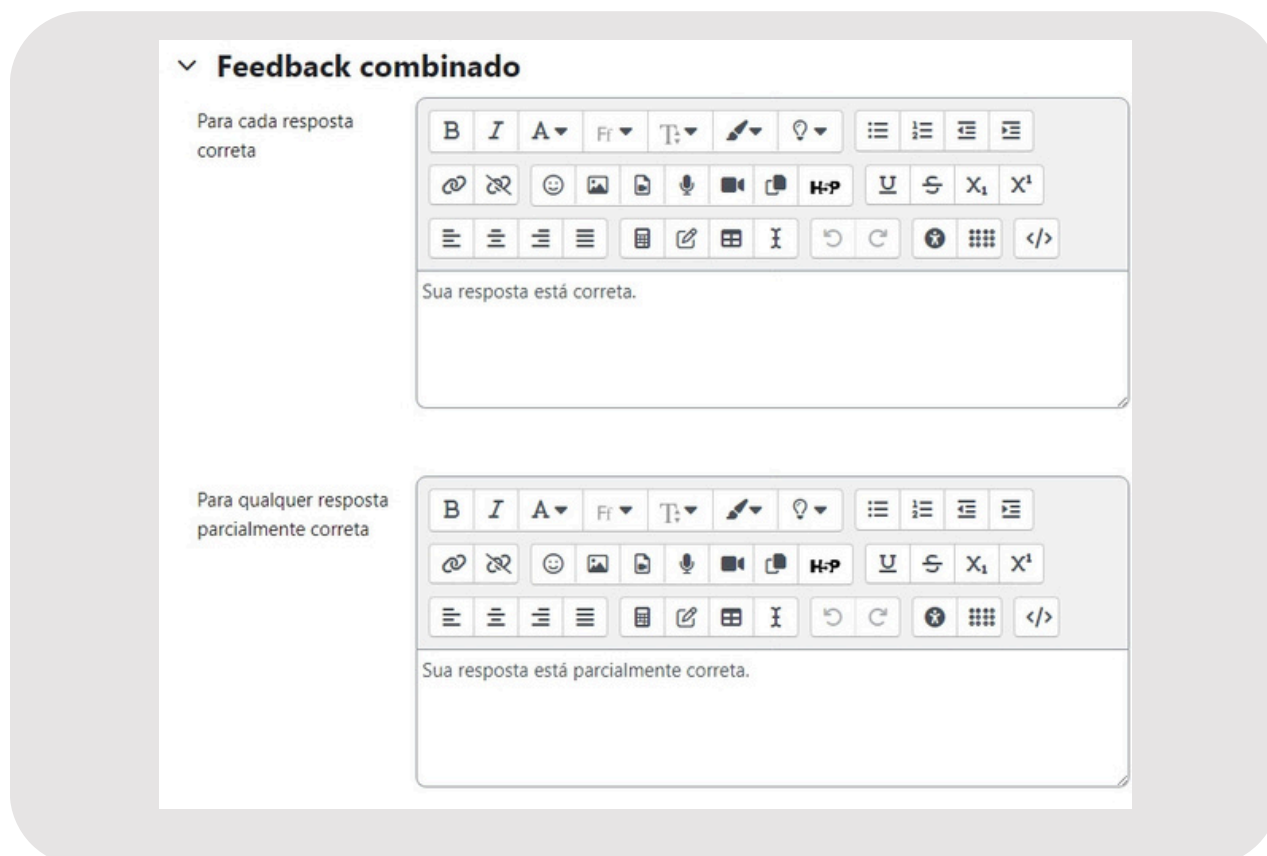 Feedback combinado
Para cada resposta
correta
Sua resposta está correta.
Para qualquer resposta
parcialmente correta
Sua resposta está parcialmente correta.